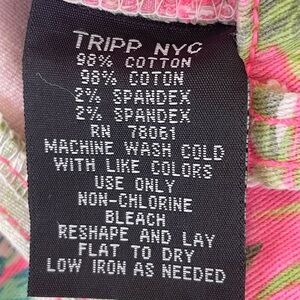 TRIPP NYC
98% COTTON
98% COTON
2% SPANDEX
2% SPANDEX
RN 78061
MACHINE WASH COLD
WITH LIKE COLORS
USE ONLY
NON-CHLORINE
BLEACH
RESHAPE AND LAY
FLAT TO DRY
LOW IRON AS NEEDED